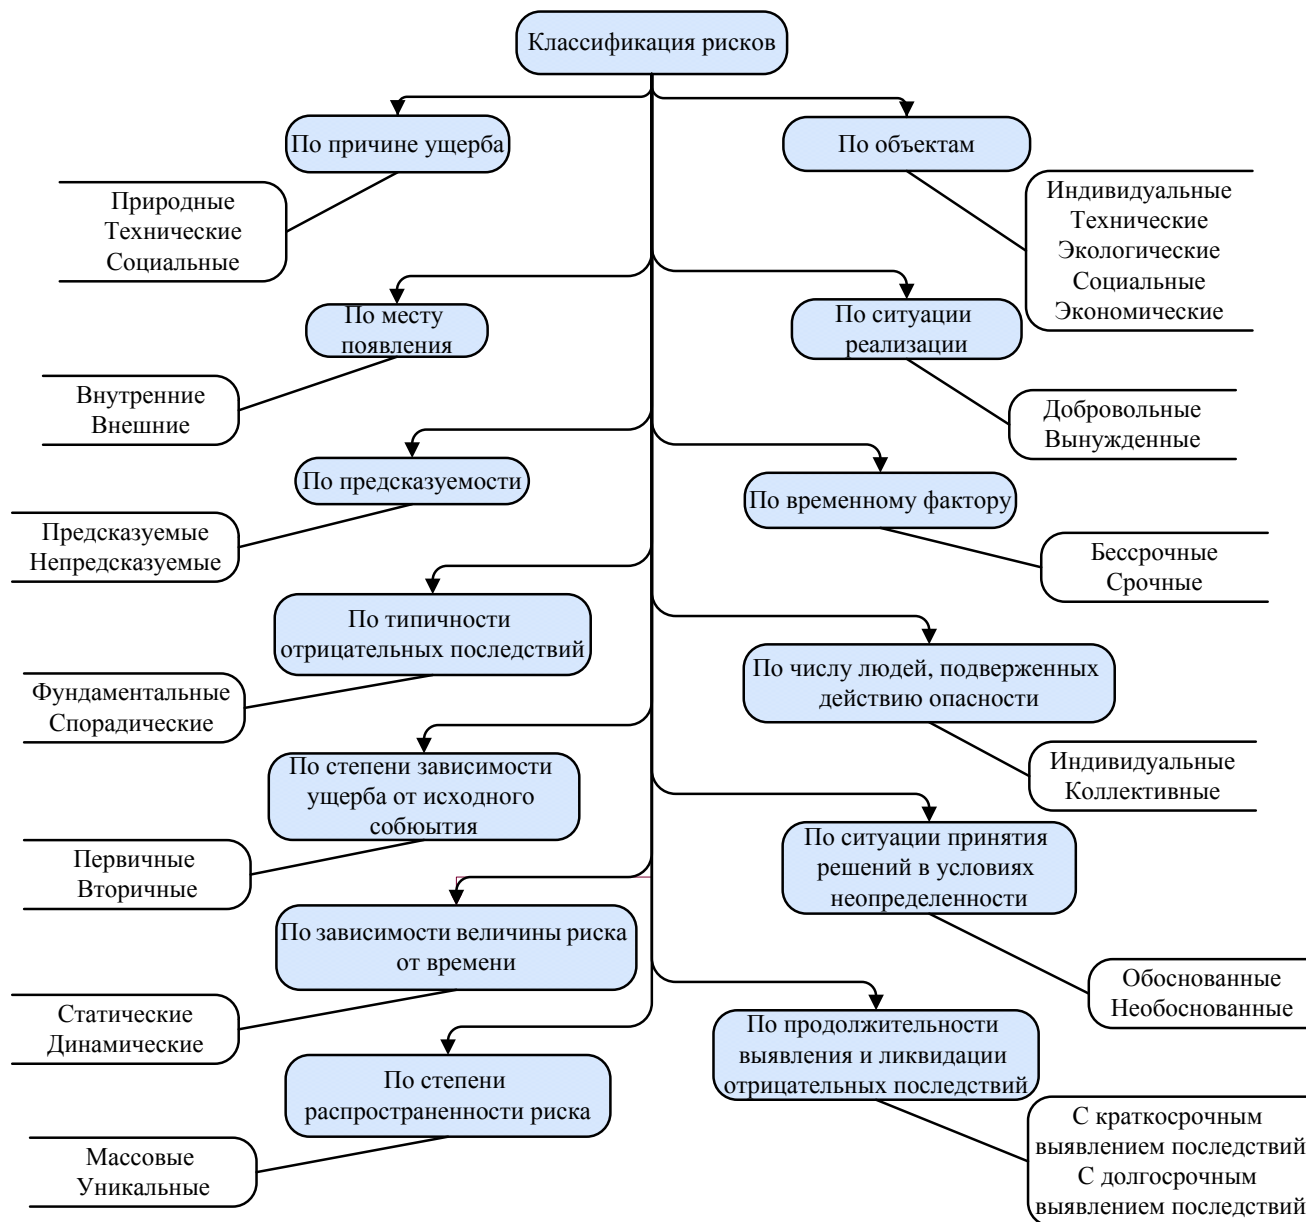 Классификация рисков
По причине ущерба
Природные
Технические
Социальные
По объектам
Индивидуальные
Технические
Экологические
Социальные
Экономические
По месту
появления
Внутренние
Внешние
По ситуации
реализации
Добровольные
Вынужденные
По предсказуемости
Предсказуемые
Непредсказуемые
По временному фактору
Бессрочные
Срочные
По типичности
отрицательных последствий
Фундаментальные
Спорадические
По числу людей, подверженных
действию опасности
Индивидуальные
Коллективные
По степени зависимости
ущерба от исходного
собюытия
Первичные
Вторичные
По ситуации принятия
решений в условиях
неопределенности
Обоснованные
Необоснованные
По зависимости величины риска
от времени
Статические
Динамические
По продолжительности
выявления и ликвидации
отрицательных последствий
С краткосрочным
выявлением последствий
С долгосрочным
выявлением последствий
По степени
распространенности риска
Массовые
Уникальные